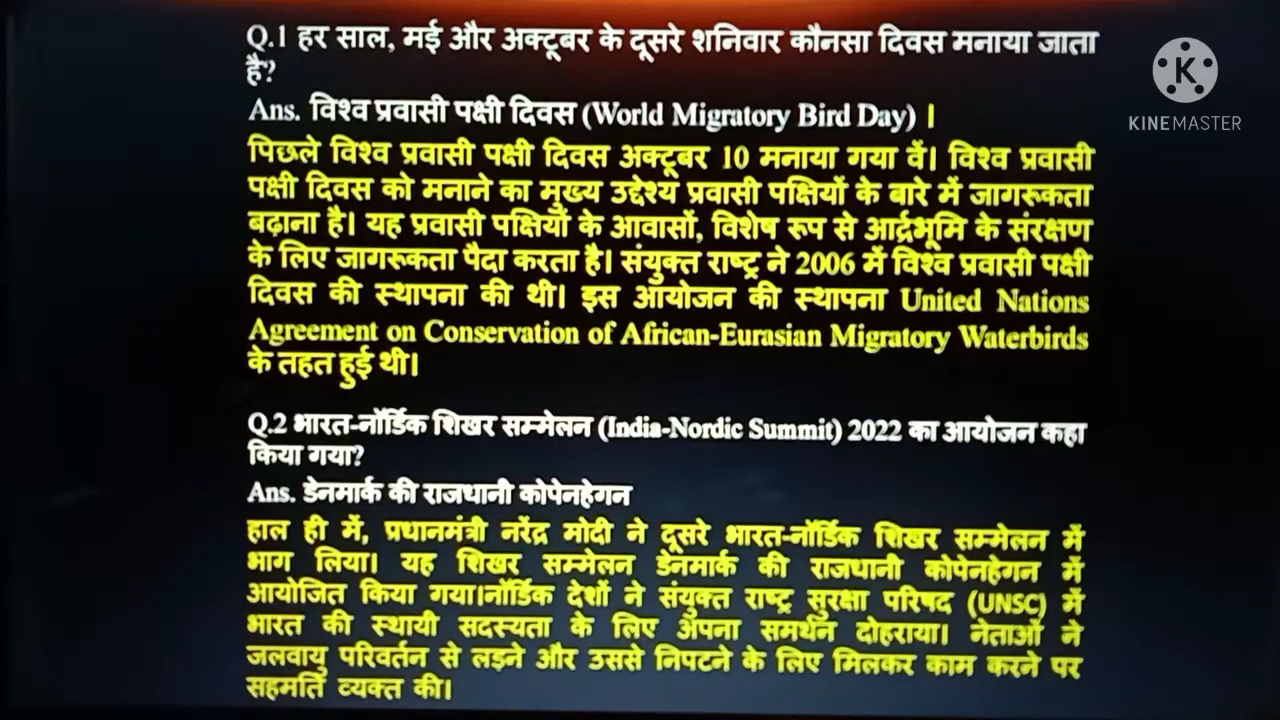 Q.1 हर साल, मई और अक्टूबर के दूसरे शनिवार कौनसा दिवस मनाया जाता
है?
Ans. विश्व प्रवासी पक्षी दिवस (World Migratory Bird Day) |
पिछले विश्व प्रवासी पक्षी दिवस अक्टूबर 10 मनाया गया वें। विश्व प्रवासी
पक्षी दिवस को मनाने का मुख्य उद्देश्य प्रवासी पक्षियों के बारे में जागरूकता
बढ़ाना है। यह प्रवासी पक्षियों के आवासों, विशेष रूप से आर्द्रभूमि के संरक्षण
के लिए जागरूकता पैदा करता है। संयुक्त राष्ट्र ने 2006 में विश्व प्रवासी पक्षी
दिवस की स्थापना की थी। इस आयोजन की स्थापना United Nations
Agreement on Conservation of African-Eurasian Migratory Waterbirds
के तहत हुई थी।
Q.2 भारत-नॉर्डिक शिखर सम्मेलन (India-Nordic Summit) 2022 का आयोजन कहा
किया गया?
Ans. डेनमार्क की राजधानी कोपेनहेगन
हाल ही में, प्रधानमंत्री नरेंद्र मोदी ने दूसरे भारत-नॉर्डिक शिखर सम्मेलन में
भाग लिया। यह शिखर सम्मेलन डेनमार्क की राजधानी कोपेनहेगन में
आयोजित किया गया।नॉर्डिक देशों ने संयुक्त राष्ट्र सुरक्षा परिषद (UNSC) में
भारत की स्थायी सदस्यता के लिए अपना समर्थन दोहराया। नेताओं ने
जलवायु परिवर्तन से लड़ने और उससे निपटने के लिए मिलकर काम करने पर
सहमति व्यक्त की।
K
KINEMASTER